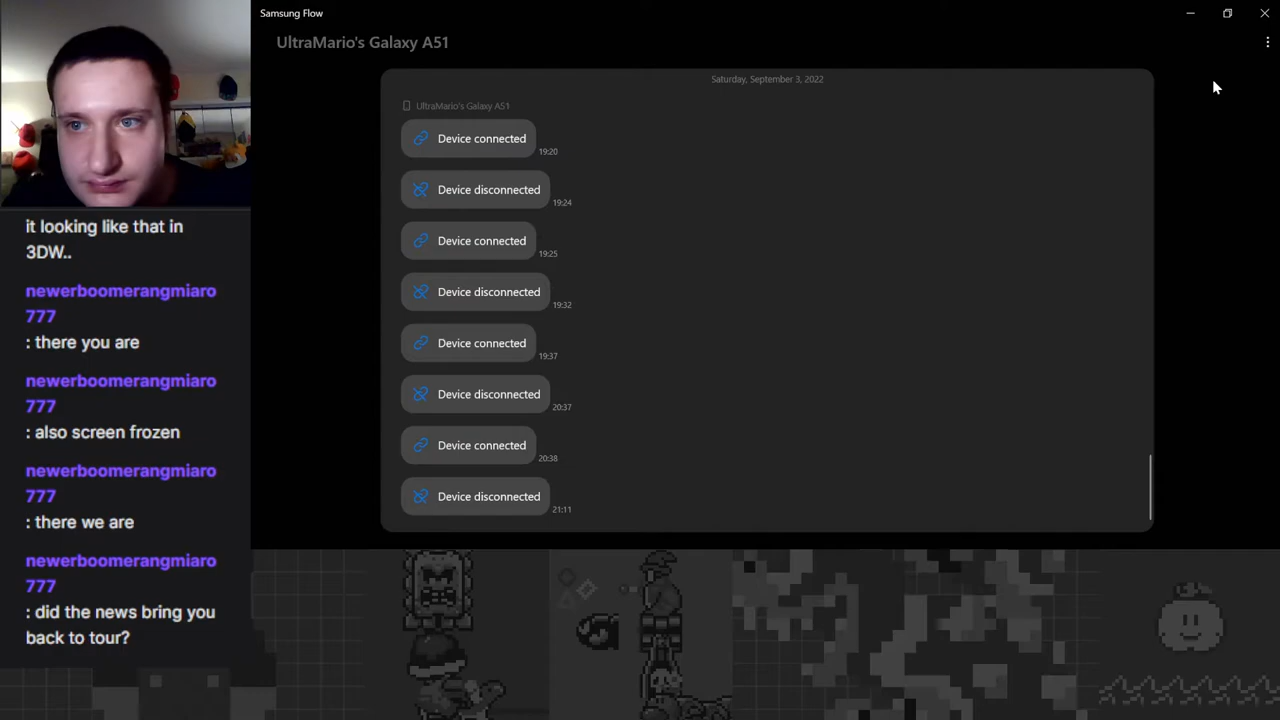 Samsung Flow
UltraMario's Galaxy A51
Saturday, September 3, 2022
UltraMario's Galaxy A51
Device connected
19:20
Device disconnected
19:24
Device connected
19:25
Device disconnected
19:32
Device connected
19:37
Device disconnected
20:37
Device connected
20:38
Device disconnected
21:11
it looking like that in
3DW..
newerboomerangmiaro
777
: there you are
newerboomerangmiaro
777
: also screen frozen
newerboomerangmiaro
777
: there we are
newerboomerangmiaro
777
: did the news bring you
back to tour?